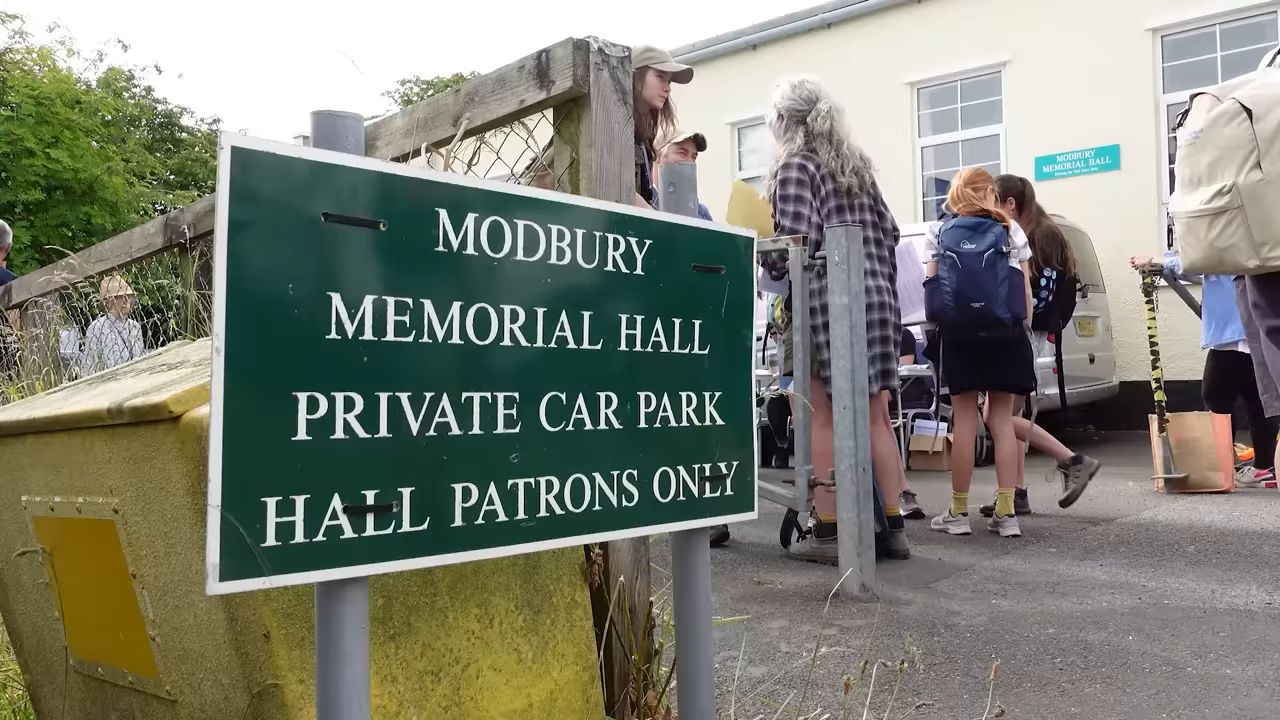 MODBURY
MEMORIAL HALL
PRIVATE CAR PARK
HALL PATRONS ONLY
MODBURY
MEMORIAL HALL